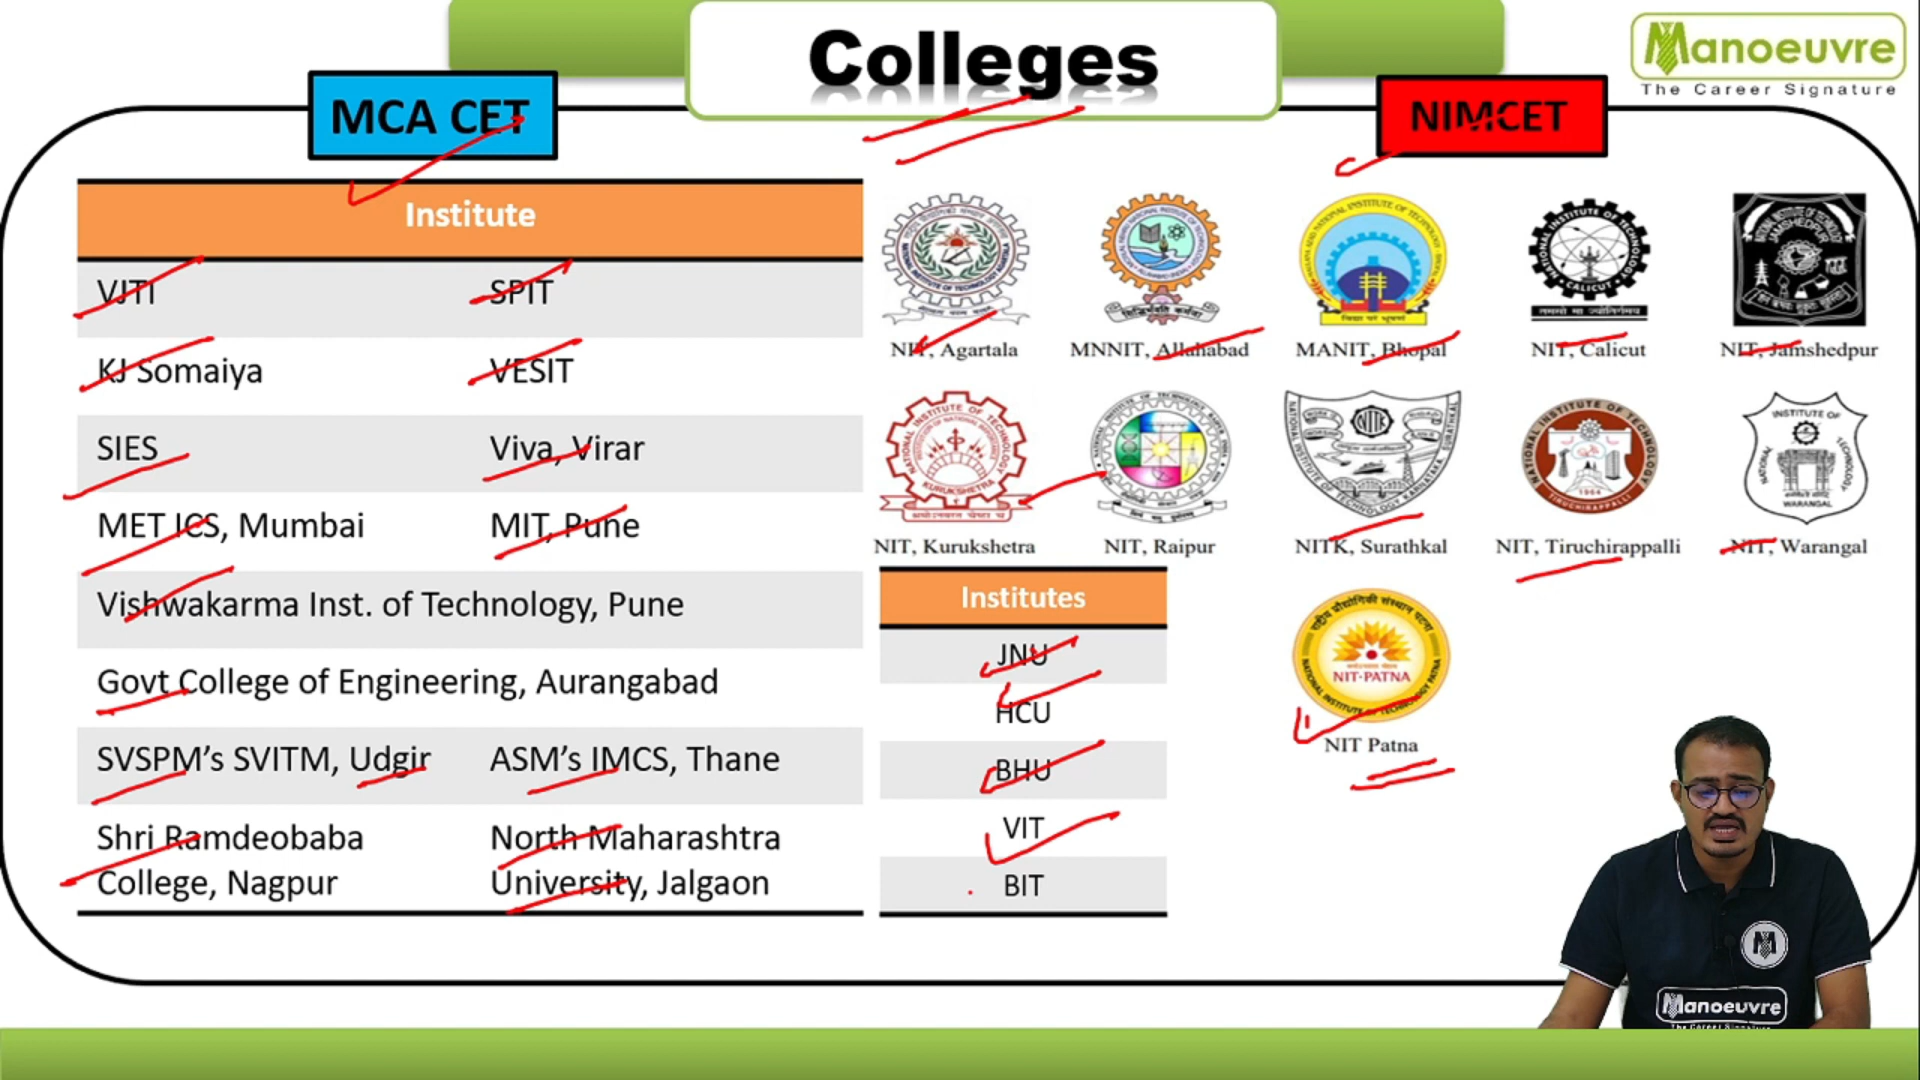 Colleges
Manoeuvre
The Career Signature
MCA CET
NIMCET
Institute
VJTI SPIT
KJ Somaiya VESIT
SIES Viva, Virar
MET ICS, Mumbai MIT, Pune
Vishwakarma Inst. of Technology, Pune
Govt College of Engineering, Aurangabad
SVSPM's SVITM, Udgir ASM's IMCS, Thane
Shri Ramdeobaba North Maharashtra
College, Nagpur University, Jalgaon
NIT, Agartala MNNIT, Allahabad MANIT, Bhopal NIT, Calicut NIT, Jamshedpur
NIT, Kurukshetra NIT, Raipur NITK, Surathkal NIT, Tiruchirappalli NIT, Warangal
Institutes
JNU
HCU
BHU
VIT
BIT
NIT-PATNA
NIT Patna
Manoeuvre